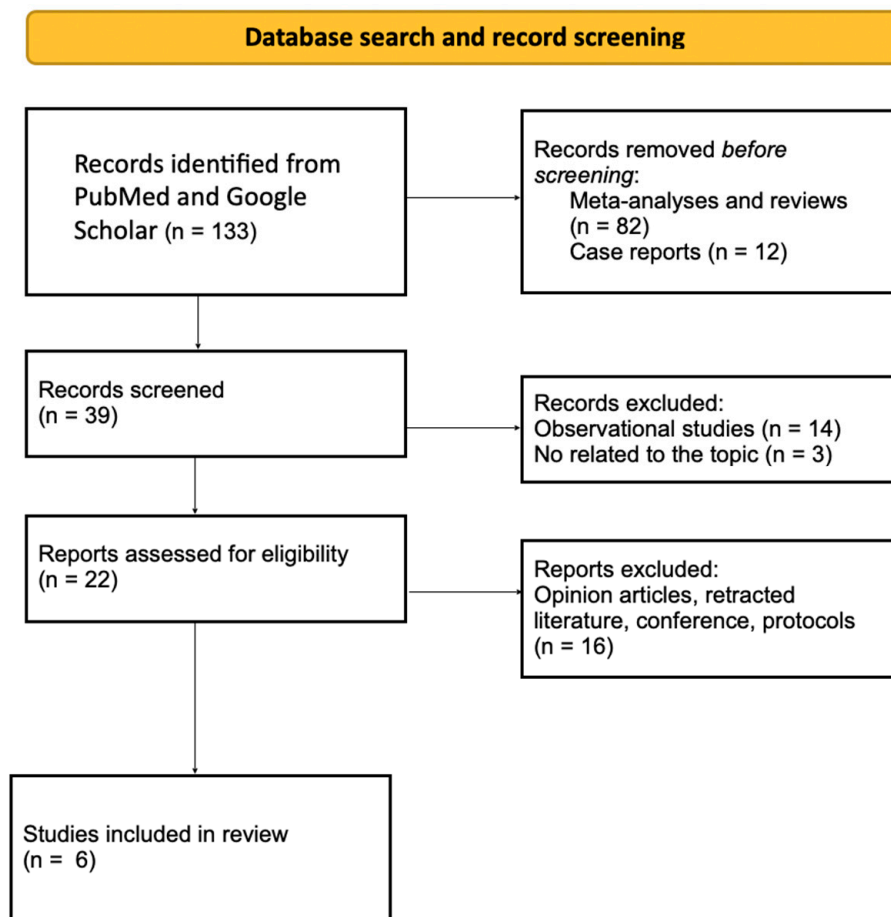 Database search and record screening
Records identified from
PubMed and Google
Scholar (n = 133)
Records removed before
screening:
Meta-analyses and reviews
(n = 82)
Case reports (n = 12)
Records screened
(n = 39)
Records excluded:
Observational studies (n = 14)
No related to the topic (n = 3)
Reports assessed for eligibility
(n = 22)
Reports excluded:
Opinion articles, retracted
literature, conference, protocols
(n = 16)
Studies included in review
(n = 6)